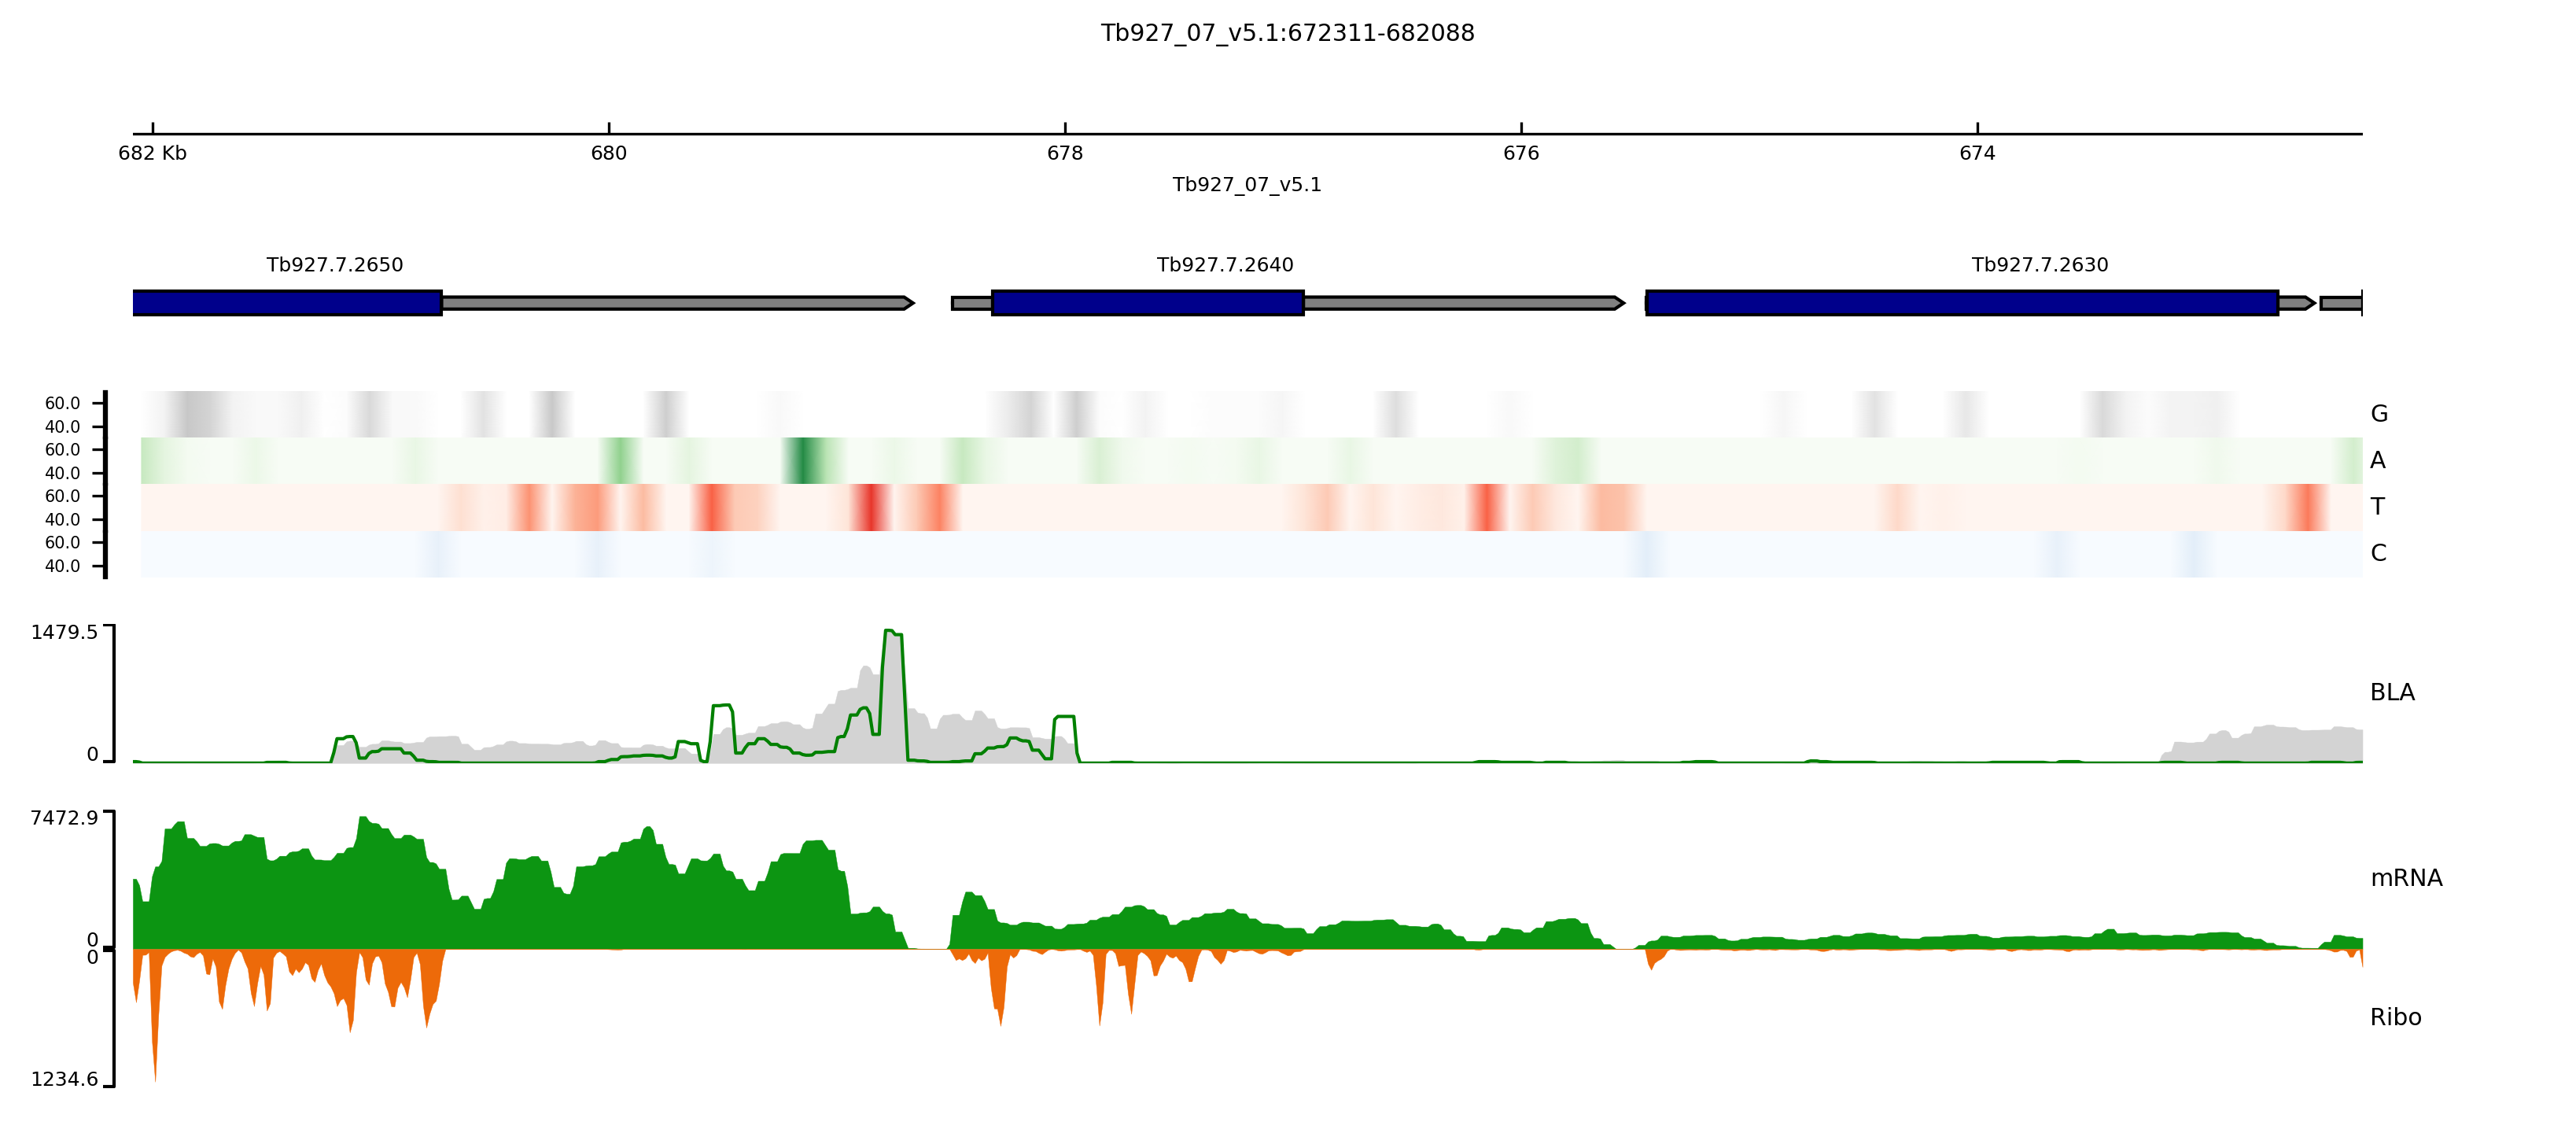 Tb927_07_v5.1:672311-682088
682 Kb 680 678 676 674
Tb927_07_v5.1
Tb927.7.2650 Tb927.7.2640 Tb927.7.2630
60.0
40.0
G
60.0
40.0
A
60.0
40.0
T
60.0
40.0
C
1479.5
0
BLA
7472.9
0
mRNA
0
1234.6
Ribo